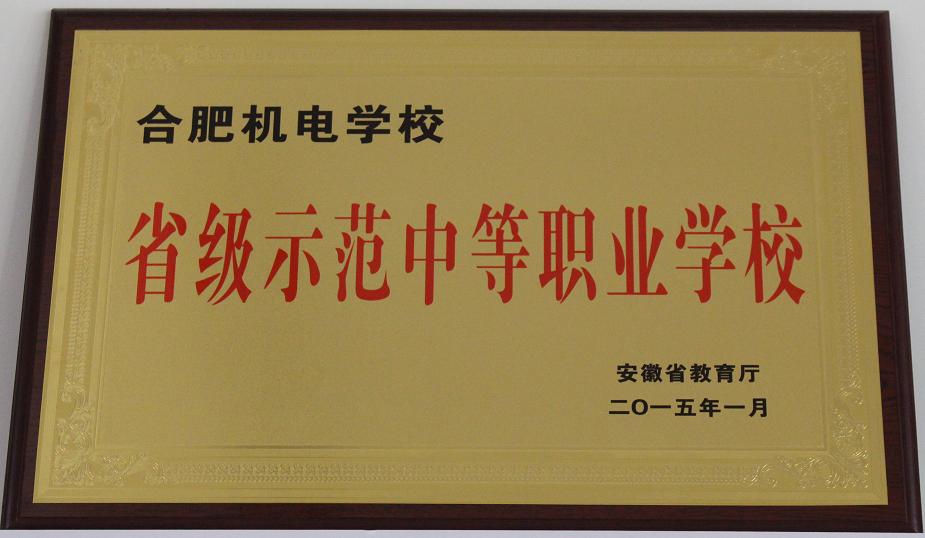 合肥机电学校
省级示范中等职业学校
安徽省教育厅
二〇一五年一月